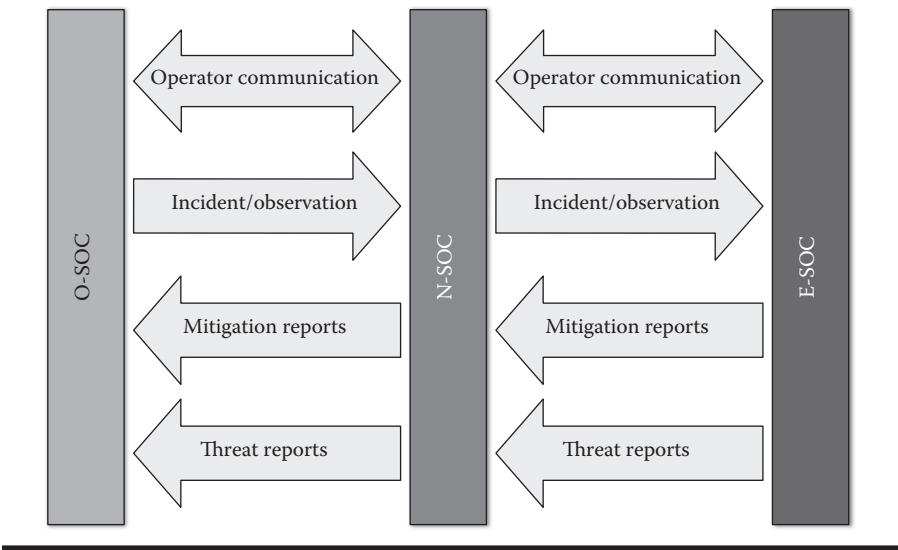 O-SOC
N-SOC
E-SOC
Operator communication
Operator communication
Incident/observation
Incident/observation
Mitigation reports
Mitigation reports
Threat reports
Threat reports